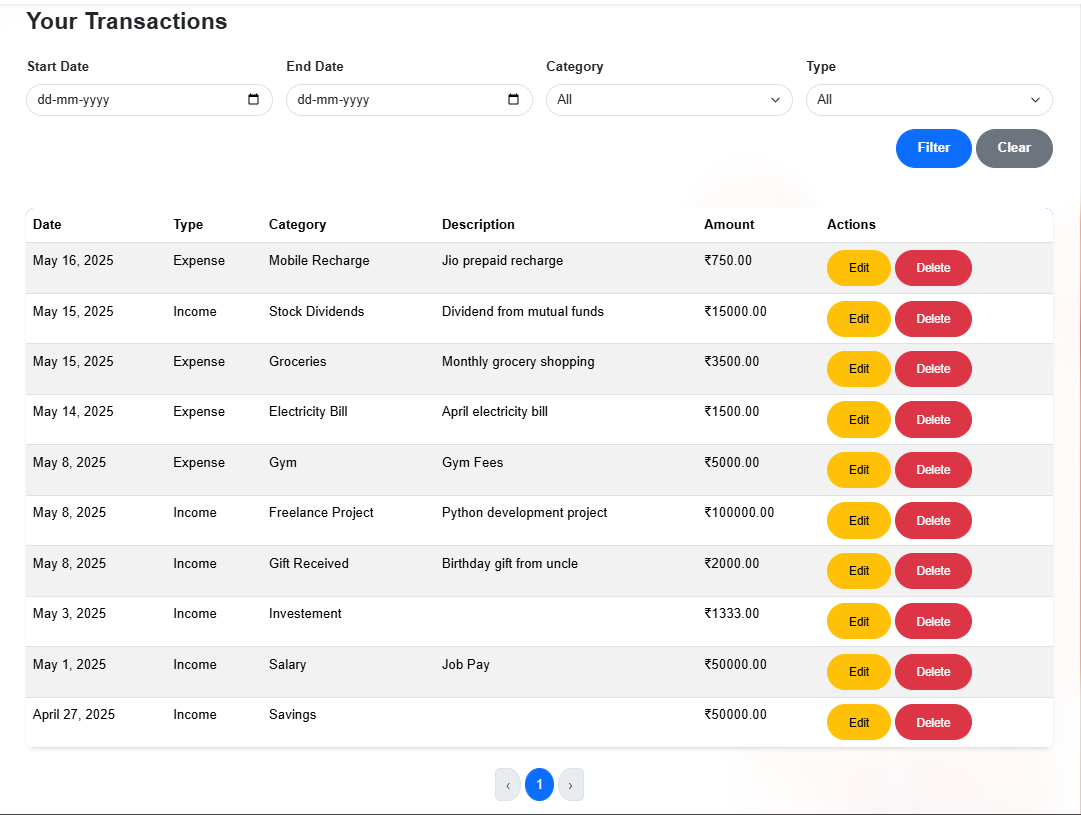 Your Transactions
Start Date End Date Category Type
dd-mm-yyyy dd-mm-yyyy All All
Filter Clear
Date Type Category Description Amount Actions
May 16, 2025 Expense Mobile Recharge Jio prepaid recharge ₹750.00 Edit Delete
May 15, 2025 Income Stock Dividends Dividend from mutual funds ₹15000.00 Edit Delete
May 15, 2025 Expense Groceries Monthly grocery shopping ₹3500.00 Edit Delete
May 14, 2025 Expense Electricity Bill April electricity bill ₹1500.00 Edit Delete
May 8, 2025 Expense Gym Gym Fees ₹5000.00 Edit Delete
May 8, 2025 Income Freelance Project Python development project ₹100000.00 Edit Delete
May 8, 2025 Income Gift Received Birthday gift from uncle ₹2000.00 Edit Delete
May 3, 2025 Income Investement ₹1333.00 Edit Delete
May 1, 2025 Income Salary Job Pay ₹50000.00 Edit Delete
April 27, 2025 Income Savings ₹50000.00 Edit Delete
‹ 1 ›